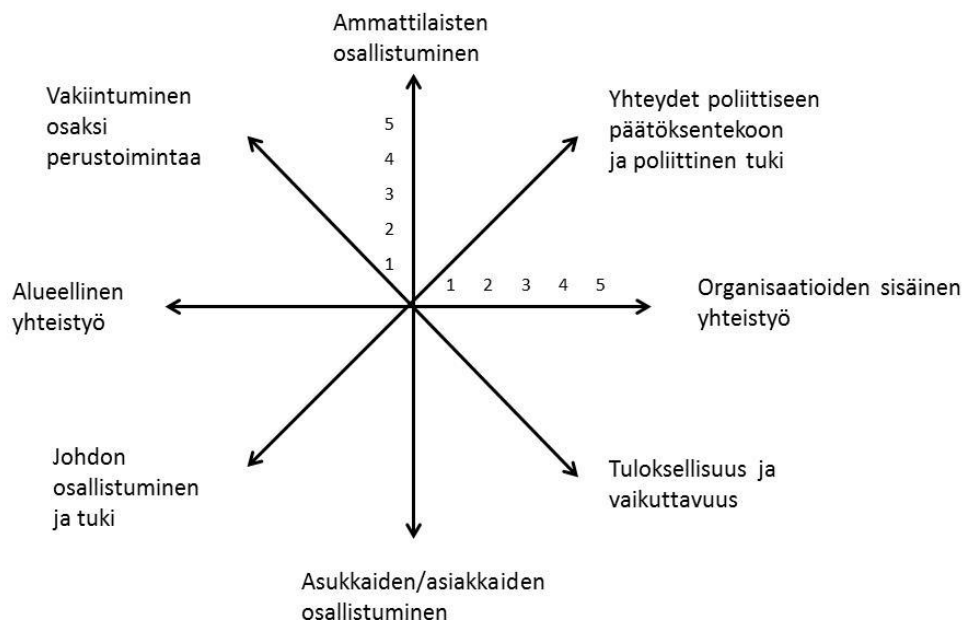 Ammattilaisten
osallistuminen
Vakiintuminen
osaksi
perustoimintaa
Yhteydet poliittiseen
päätöksentekoon
ja poliittinen tuki
5
4
3
2
1
1 2 3 4 5
Alueellinen
yhteistyö
Organisaatioiden sisäinen
yhteistyö
Johdon
osallistuminen
ja tuki
Tuloksellisuus ja
vaikuttavuus
Asukkaiden/asiakkaiden
osallistuminen